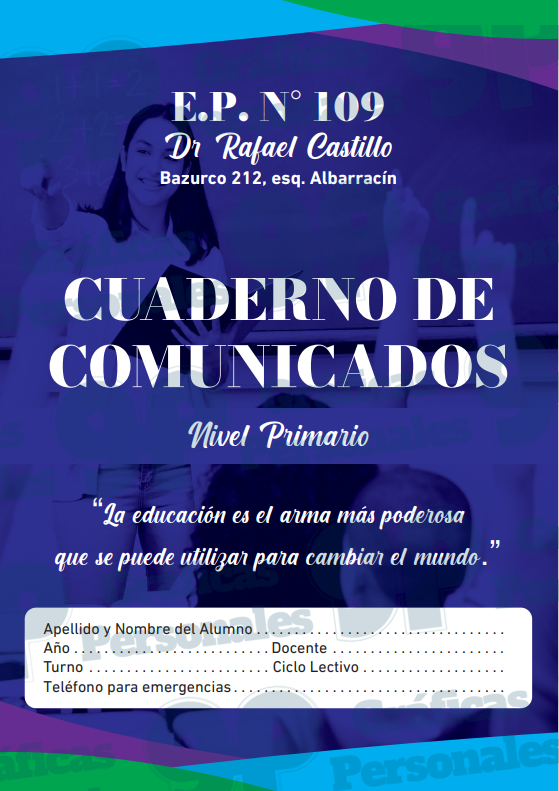 E.P. N° 109
Dr Rafael Castillo
Bazurco 212, esq. Albarracín
CUADERNO DE
COMUNICADOS
Nivel Primario
“La educación es el arma más poderosa
que se puede utilizar para cambiar el mundo.”
Apellido y Nombre del Alumno . . . . . . . . . . . . . . . . . . . . . . . . . . . . . . . . .
Año . . . . . . . . . . . . . . . . . . . . . . . . . . Docente . . . . . . . . . . . . . . . . . . . . . . .
Turno . . . . . . . . . . . . . . . . . . . . . . . . Ciclo Lectivo . . . . . . . . . . . . . . . . . . .
Teléfono para emergencias . . . . . . . . . . . . . . . . . . . . . . . . . . . . . .
Gráficas
Personales